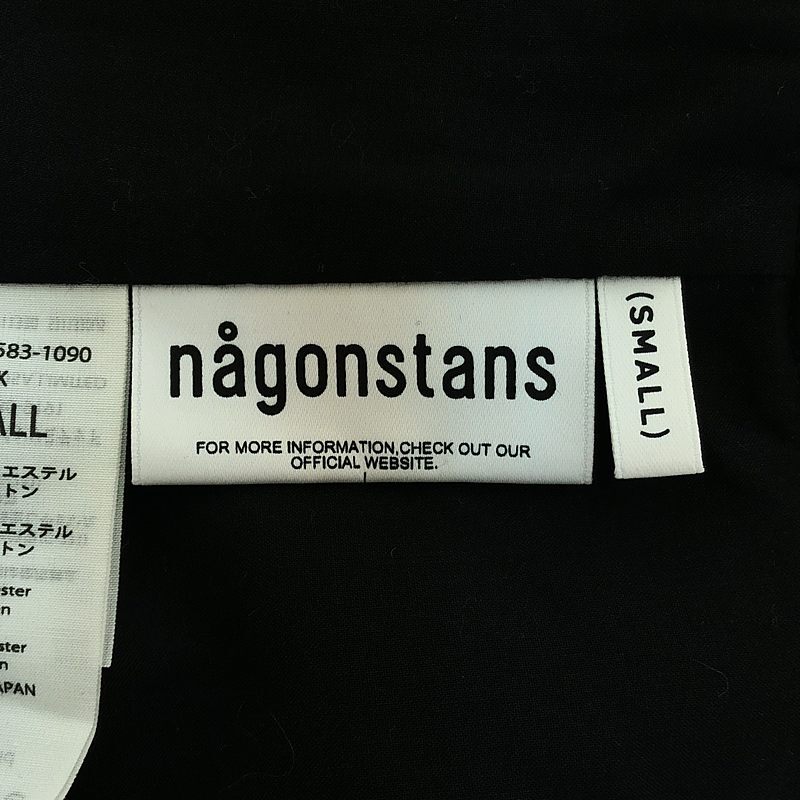 583-1090
ALL
エステル
トン
エステル
トン
ster
n
ster
n
APAN
någonstans
FOR MORE INFORMATION,CHECK OUT OUR
OFFICIAL WEBSITE.
(SMALL)